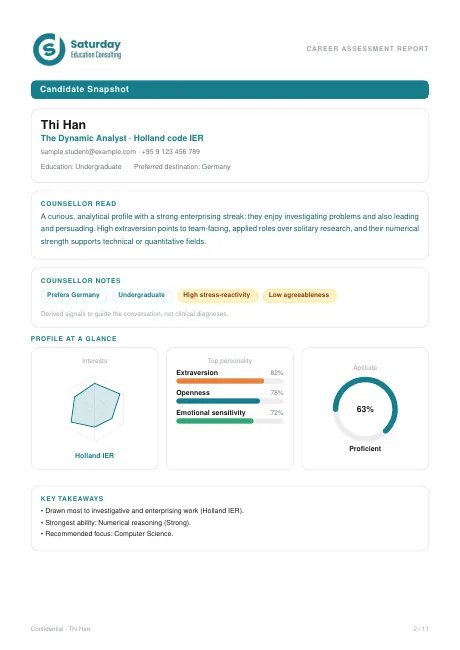 Saturday
Education Consulting
CAREER ASSESSMENT REPORT
Candidate Snapshot
Thi Han
The Dynamic Analyst · Holland code IER
sample.student@example.com · +95 9 123 456 789
Education: Undergraduate Preferred destination: Germany
COUNSELLOR READ
A curious, analytical profile with a strong enterprising streak; they enjoy investigating problems and also leading
and persuading. High extraversion points to team-facing, applied roles over solitary research, and their numerical
strength supports technical or quantitative fields.
COUNSELLOR NOTES
Prefers Germany Undergraduate High stress-reactivity Low agreeableness
Derived signals to guide the conversation, not clinical diagnoses.
PROFILE AT A GLANCE
Interests
Holland IER
Top personality
Extraversion 82%
Openness 78%
Emotional sensitivity 72%
Aptitude
63%
Proficient
KEY TAKEAWAYS
• Drawn most to investigative and enterprising work (Holland IER).
• Strongest ability: Numerical reasoning (Strong).
• Recommended focus: Computer Science.
Confidential · Thi Han 2 / 11